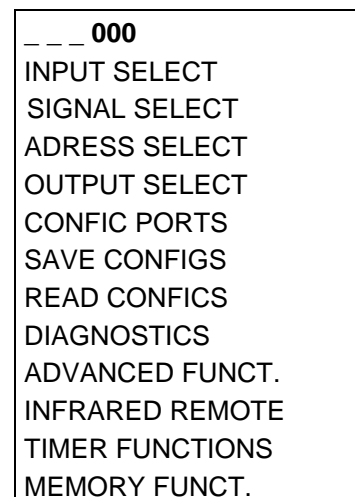 _ _ _ 000
INPUT SELECT
SIGNAL SELECT
ADRESS SELECT
OUTPUT SELECT
CONFIC PORTS
SAVE CONFIGS
READ CONFICS
DIAGNOSTICS
ADVANCED FUNCT.
INFRARED REMOTE
TIMER FUNCTIONS
MEMORY FUNCT.